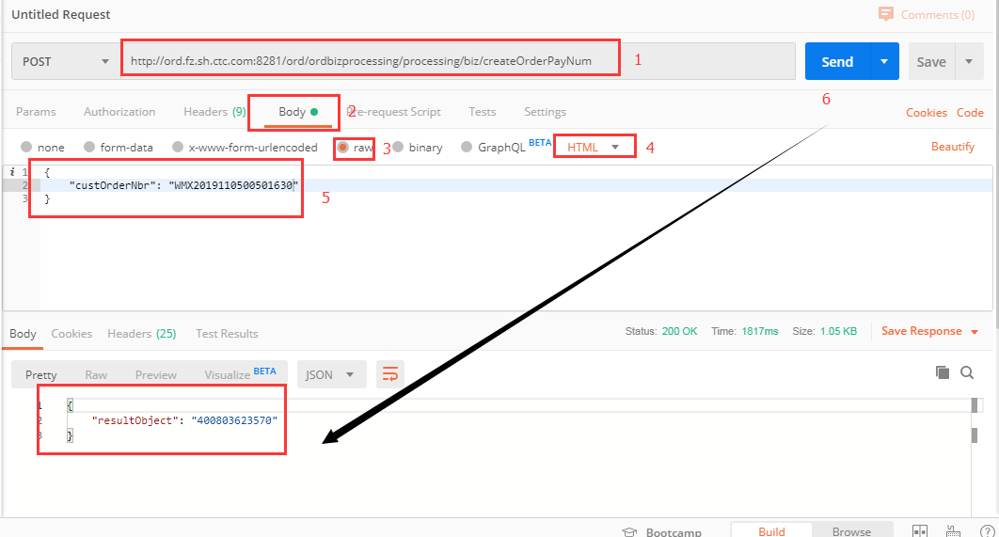 Untitled Request
Comments (0)
POST
http://ord.fz.sh.ctc.com:8281/ord/ordbizprocessing/processing/biz/createOrderPayNum
1
Send
Save
Params
Authorization
Headers (9)
Body
2
Pre-request Script
Tests
Settings
6
Cookies
Code
none
form-data
x-www-form-urlencoded
raw
3
binary
GraphQL BETA
HTML
4
Beautify
i 1 {
2 "custOrderNbr": "WMX2019110500501630"
3 }
5
Body
Cookies
Headers (25)
Test Results
Status: 200 OK
Time: 1817ms
Size: 1.05 KB
Save Response
Pretty
Raw
Preview
Visualize BETA
JSON
1 {
2 "resultObject": "400803623570"
3 }
Bootcamp
Build
Browse
?